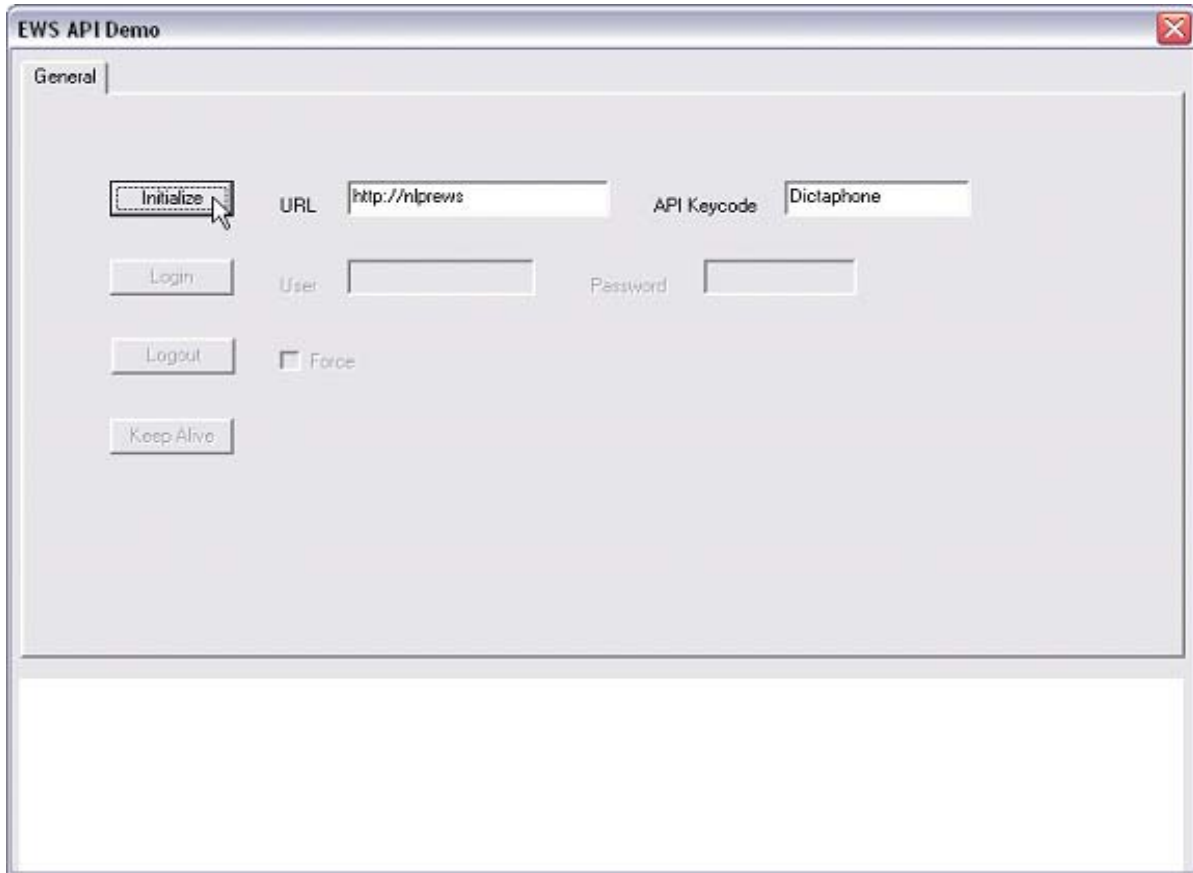 EWS API Demo
General
Initialize URL http://nlprews API Keycode Dictaphone
Login User Password
Logout Force
Keep Alive